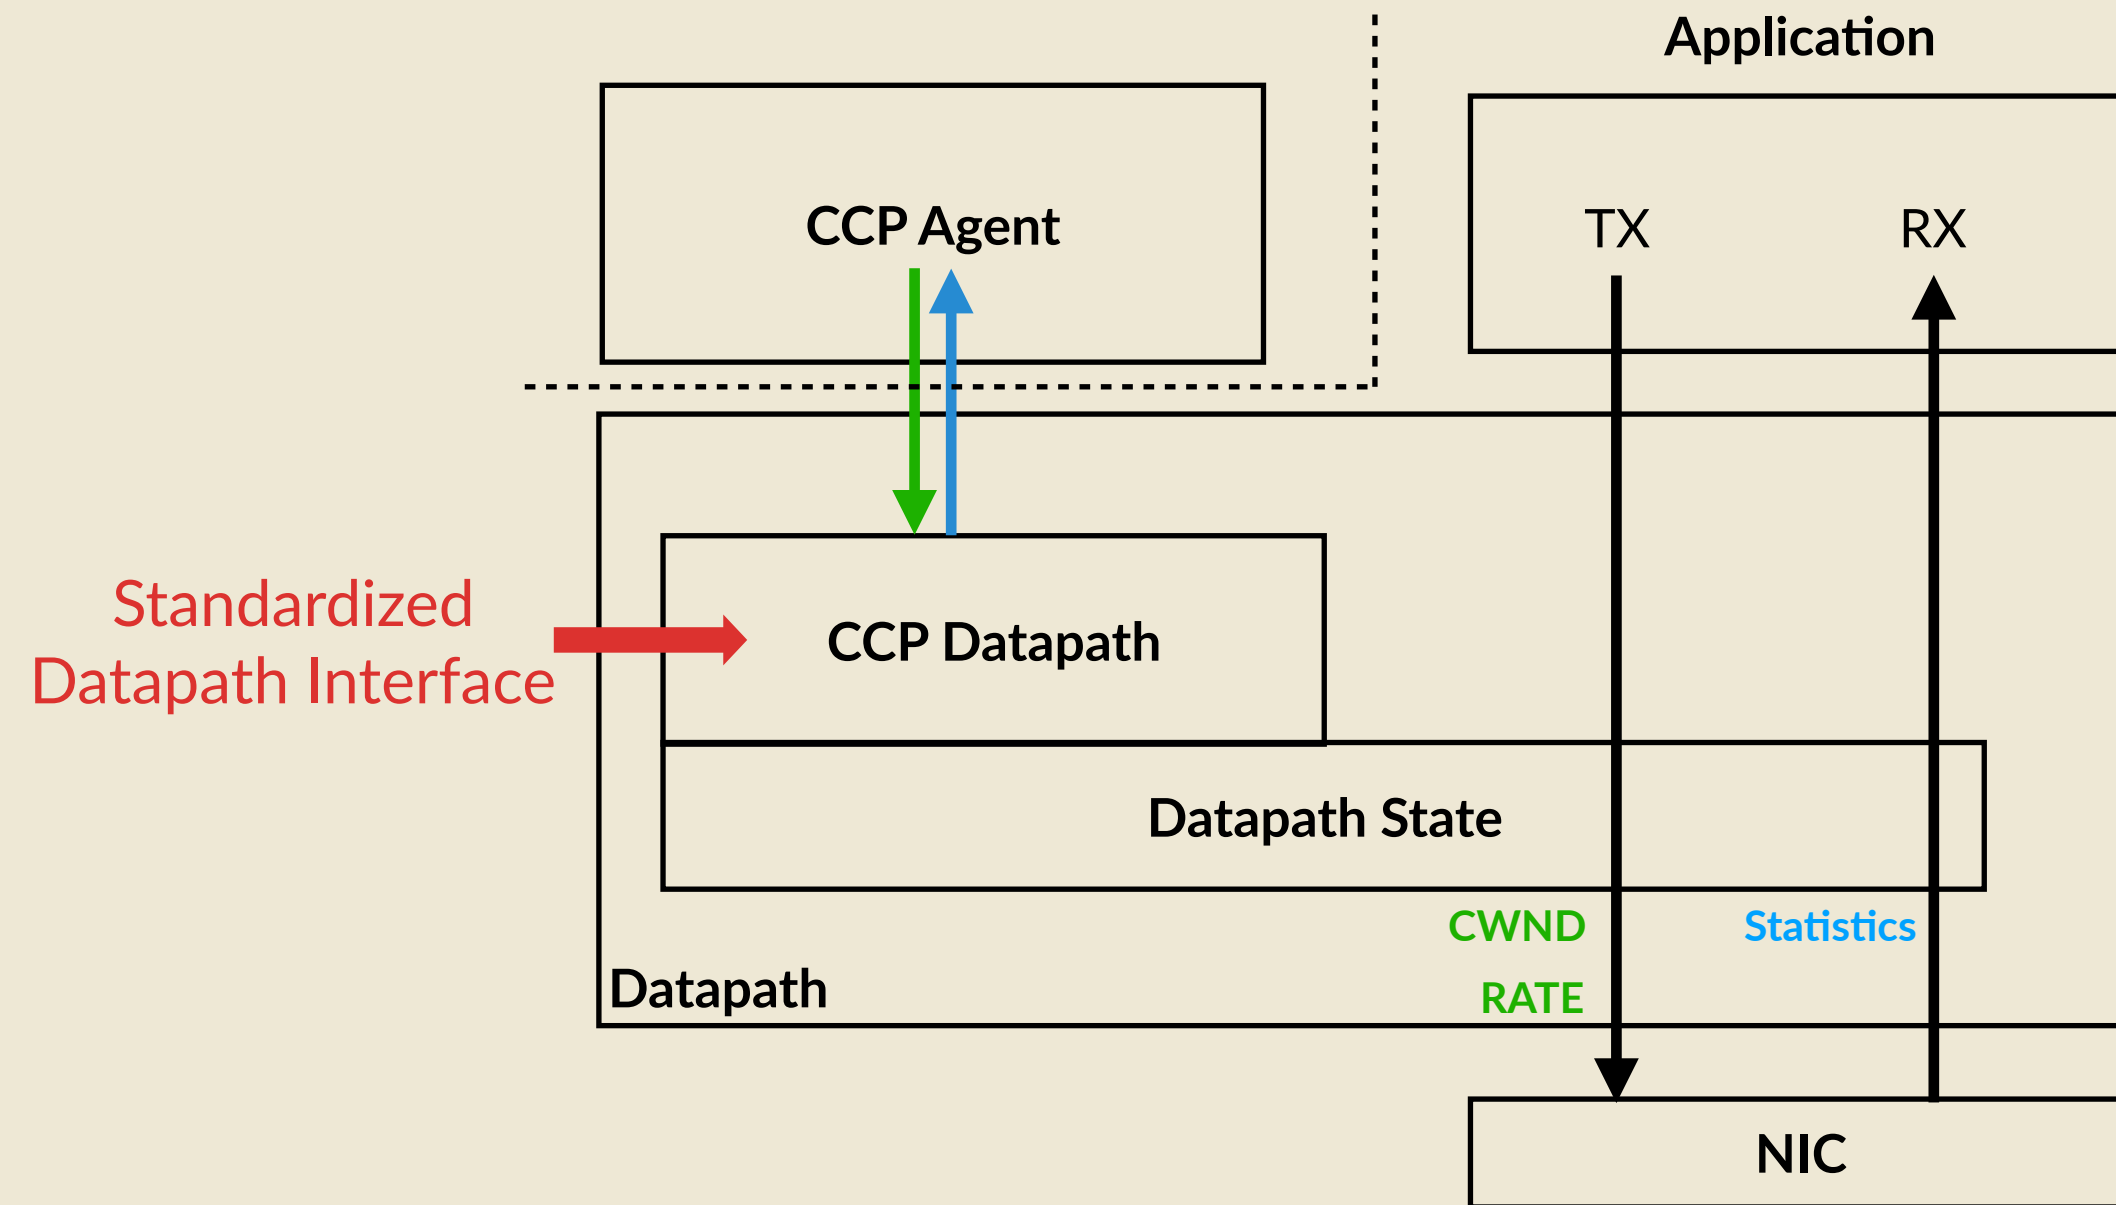 Application
CCP Agent
TX
RX
Standardized
Datapath Interface
CCP Datapath
Datapath State
CWND
Statistics
Datapath
RATE
NIC